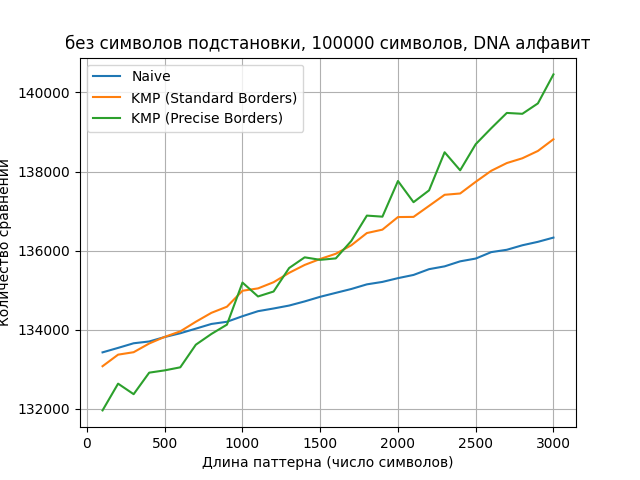 без символов подстановки, 100000 символов, DNA алфавит
Naive
KMP (Standard Borders)
KMP (Precise Borders)
Количество сравнений
140000
138000
136000
134000
132000
0
500
1000
1500
2000
2500
3000
Длина паттерна (число символов)